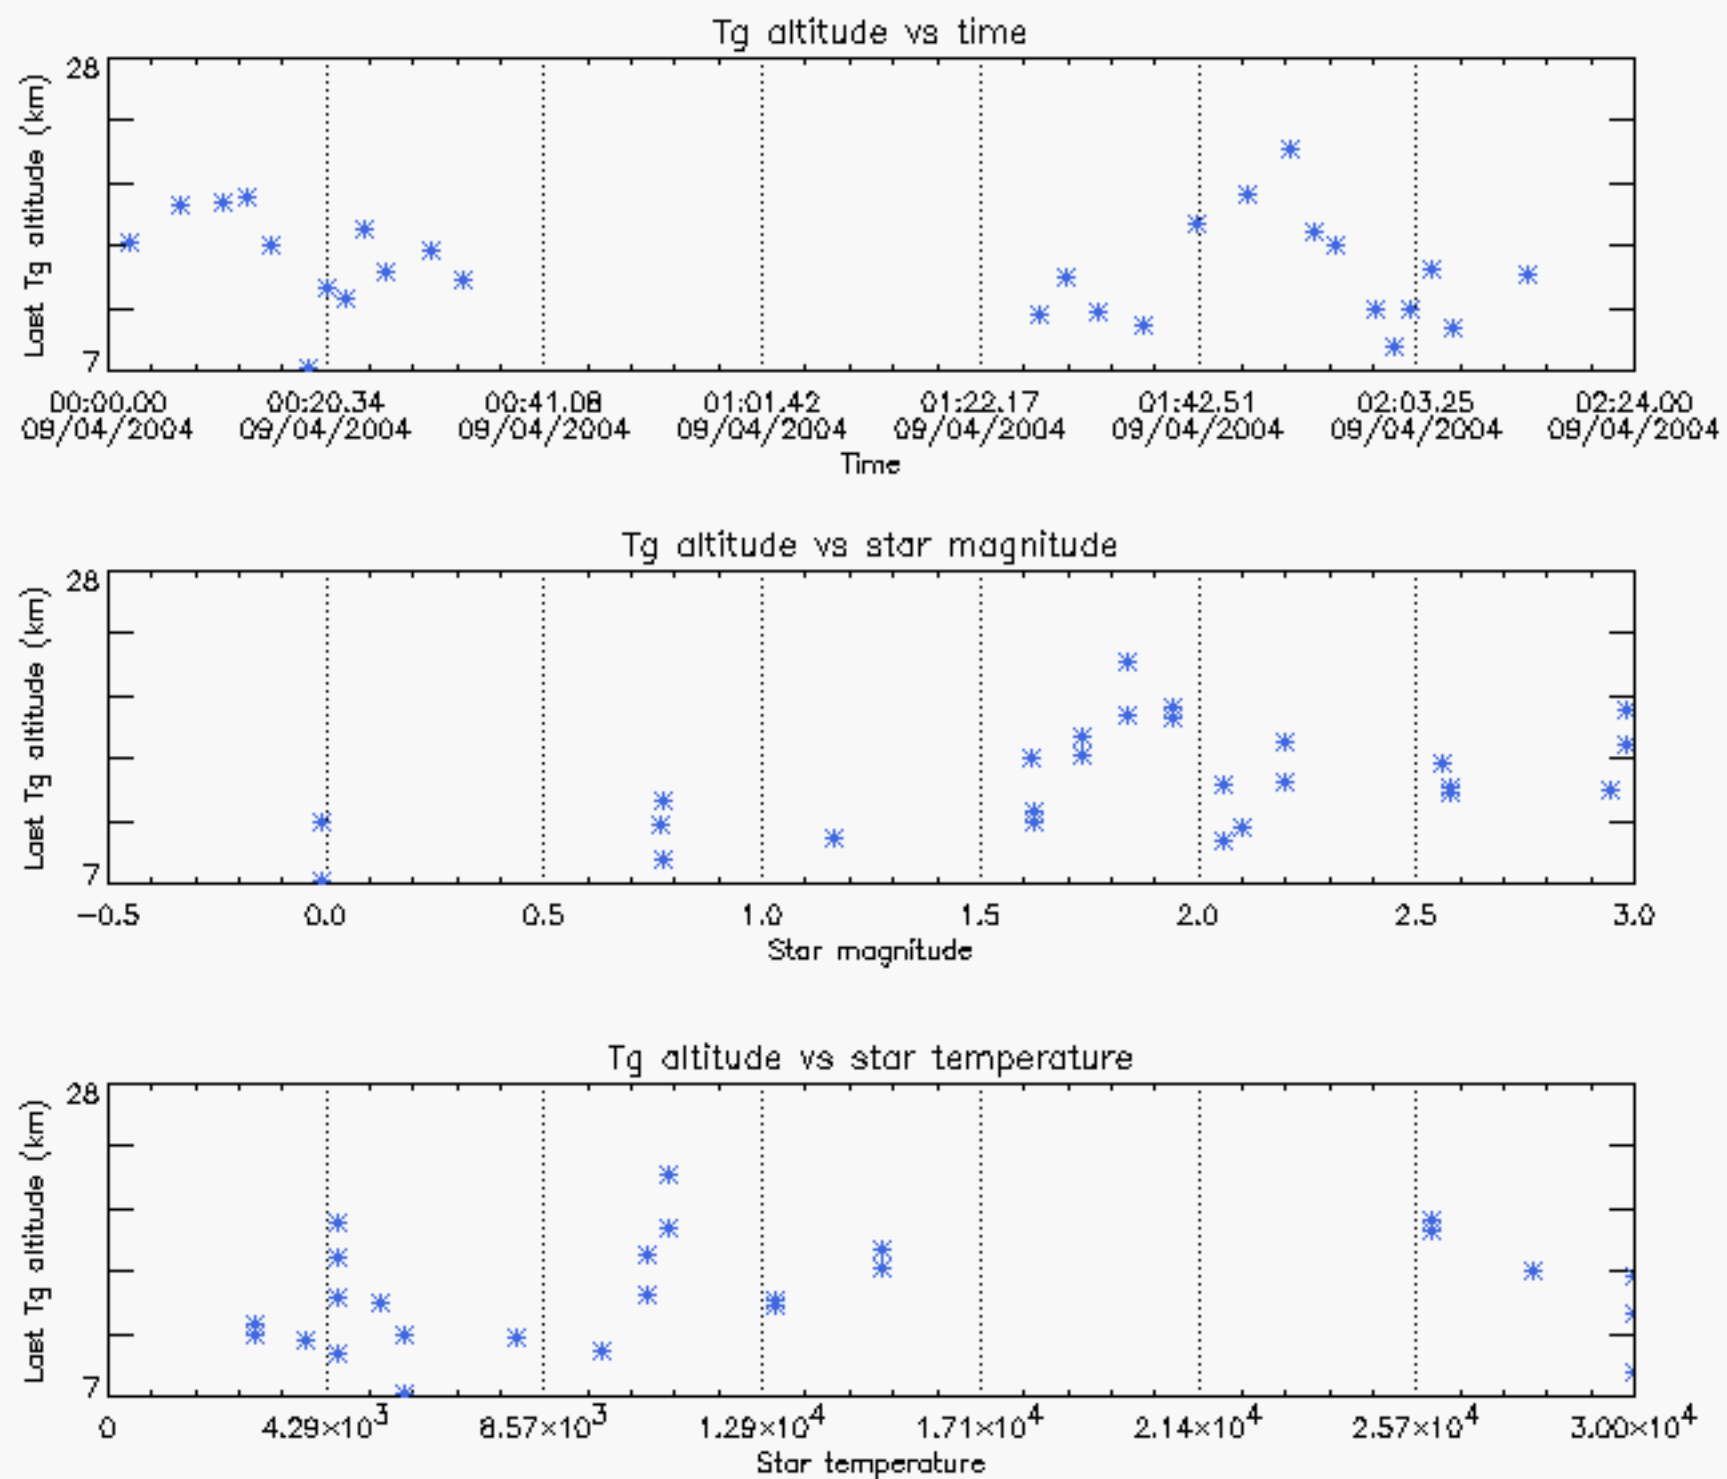 Tg altitude vs time
28
Last Tg altitude (km)
7
00:00.00 00:20.34 00:41.08 01:01.42 01:22.17 01:42.51 02:03.25 02:24.00
09/04/2004 09/04/2004 09/04/2004 09/04/2004 09/04/2004 09/04/2004 09/04/2004 09/04/2004
Time
Tg altitude vs star magnitude
28
Last Tg altitude (km)
7
−0.5 0.0 0.5 1.0 1.5 2.0 2.5 3.0
Star magnitude
Tg altitude vs star temperature
28
Last Tg altitude (km)
7
0 4.29×10³ 8.57×10³ 1.29×10⁴ 1.71×10⁴ 2.14×10⁴ 2.57×10⁴ 3.00×10⁴
Star temperature